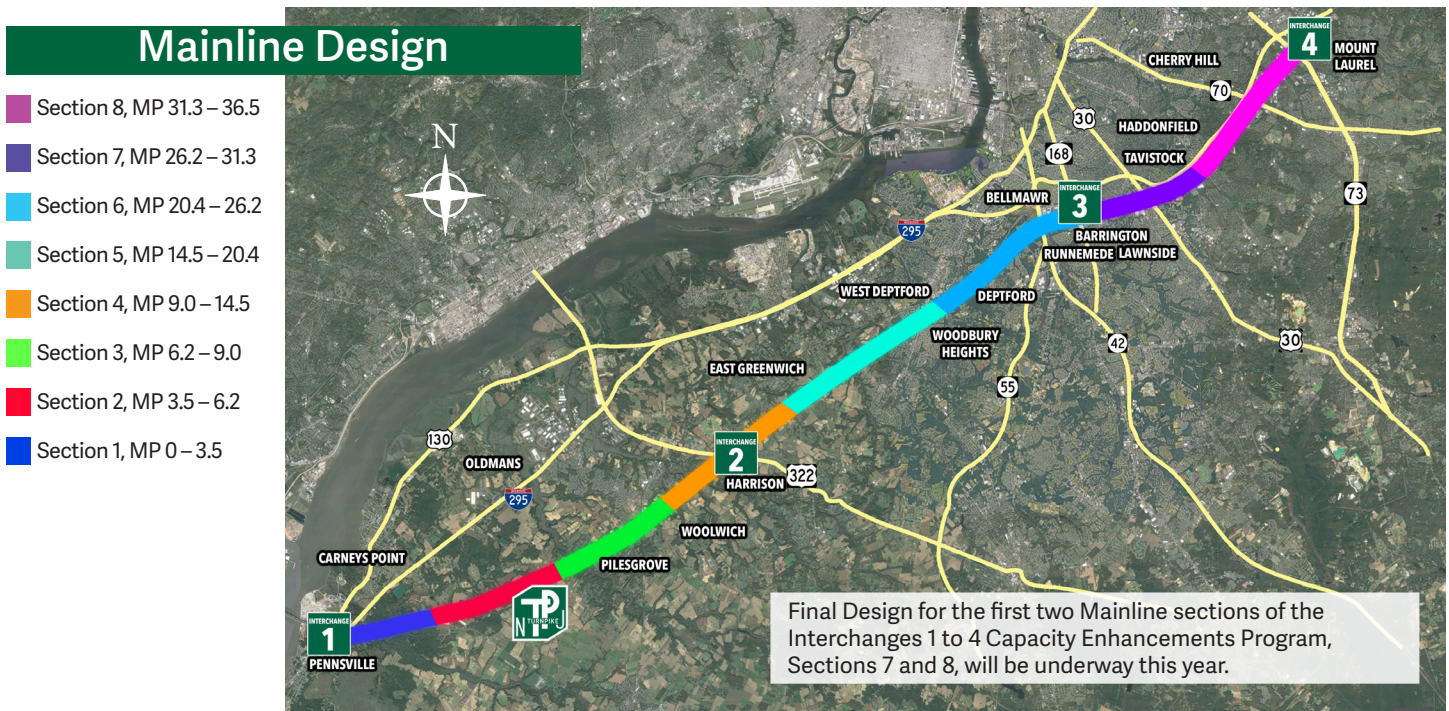 Mainline Design
Section 8, MP 31.3 – 36.5
Section 7, MP 26.2 – 31.3
Section 6, MP 20.4 – 26.2
Section 5, MP 14.5 – 20.4
Section 4, MP 9.0 – 14.5
Section 3, MP 6.2 – 9.0
Section 2, MP 3.5 – 6.2
Section 1, MP 0 – 3.5
N
INTERCHANGE
4
MOUNT
LAUREL
CHERRY HILL
70
30
HADDONFIELD
168
TAVISTOCK
73
BELLMAWR
INTERCHANGE
3
295
BARRINGTON
RUNNEMEDE
LAWNSIDE
WEST DEPTFORD
DEPTFORD
WOODBURY
HEIGHTS
42
30
EAST GREENWICH
55
130
INTERCHANGE
2
OLDMANS
HARRISON
322
295
WOOLWICH
CARNEYS POINT
PILESGROVE
TP
TURNPIKE
N J
INTERCHANGE
1
PENNSVILLE
Final Design for the first two Mainline sections of the
Interchanges 1 to 4 Capacity Enhancements Program,
Sections 7 and 8, will be underway this year.